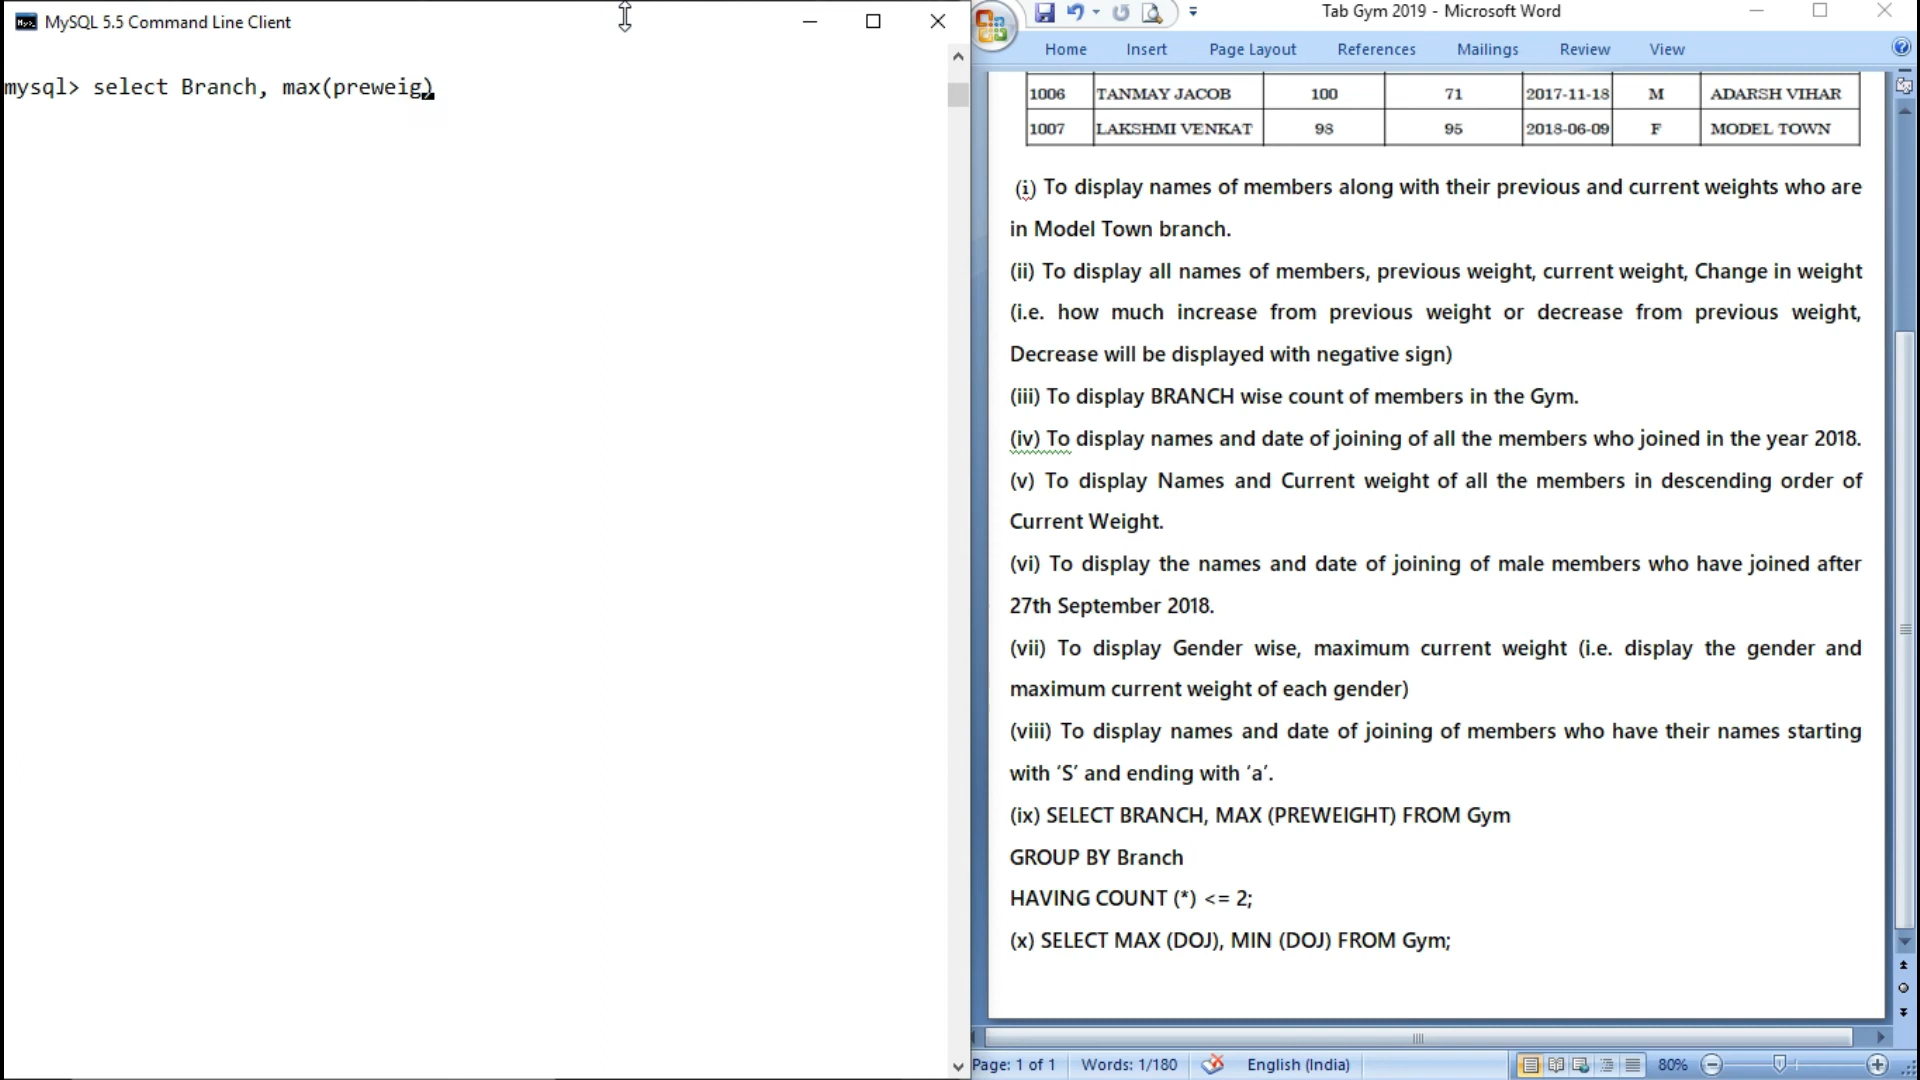 MySQL 5.5 Command Line Client
mysql> select Branch, max(preweig)
Tab Gym 2019 - Microsoft Word
Home Insert Page Layout References Mailings Review View
1006 TANMAY JACOB 100 71 2017-11-18 M ADARSH VIHAR
1007 LAKSHMI VENKAT 98 95 2018-06-09 F MODEL TOWN
(i) To display names of members along with their previous and current weights who are
in Model Town branch.
(ii) To display all names of members, previous weight, current weight, Change in weight
(i.e. how much increase from previous weight or decrease from previous weight,
Decrease will be displayed with negative sign)
(iii) To display BRANCH wise count of members in the Gym.
(iv) To display names and date of joining of all the members who joined in the year 2018.
(v) To display Names and Current weight of all the members in descending order of
Current Weight.
(vi) To display the names and date of joining of male members who have joined after
27th September 2018.
(vii) To display Gender wise, maximum current weight (i.e. display the gender and
maximum current weight of each gender)
(viii) To display names and date of joining of members who have their names starting
with ‘S’ and ending with ‘a’.
(ix) SELECT BRANCH, MAX (PREWEIGHT) FROM Gym
GROUP BY Branch
HAVING COUNT (*) <= 2;
(x) SELECT MAX (DOJ), MIN (DOJ) FROM Gym;
Page: 1 of 1 Words: 1/180 English (India) 80%